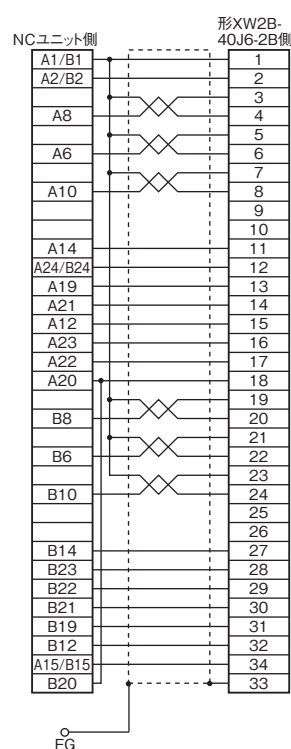 形XW2B-
NCユニット側 40J6-2B側
A1/B1 1
A2/B2 2
3
A8 4
5
A6 6
7
A10 8
9
10
A14 11
A24/B24 12
A19 13
A21 14
A12 15
A23 16
A22 17
A20 18
19
B8 20
21
B6 22
23
B10 24
25
26
B14 27
B23 28
B22 29
B21 30
B19 31
B12 32
A15/B15 34
B20 33
FG